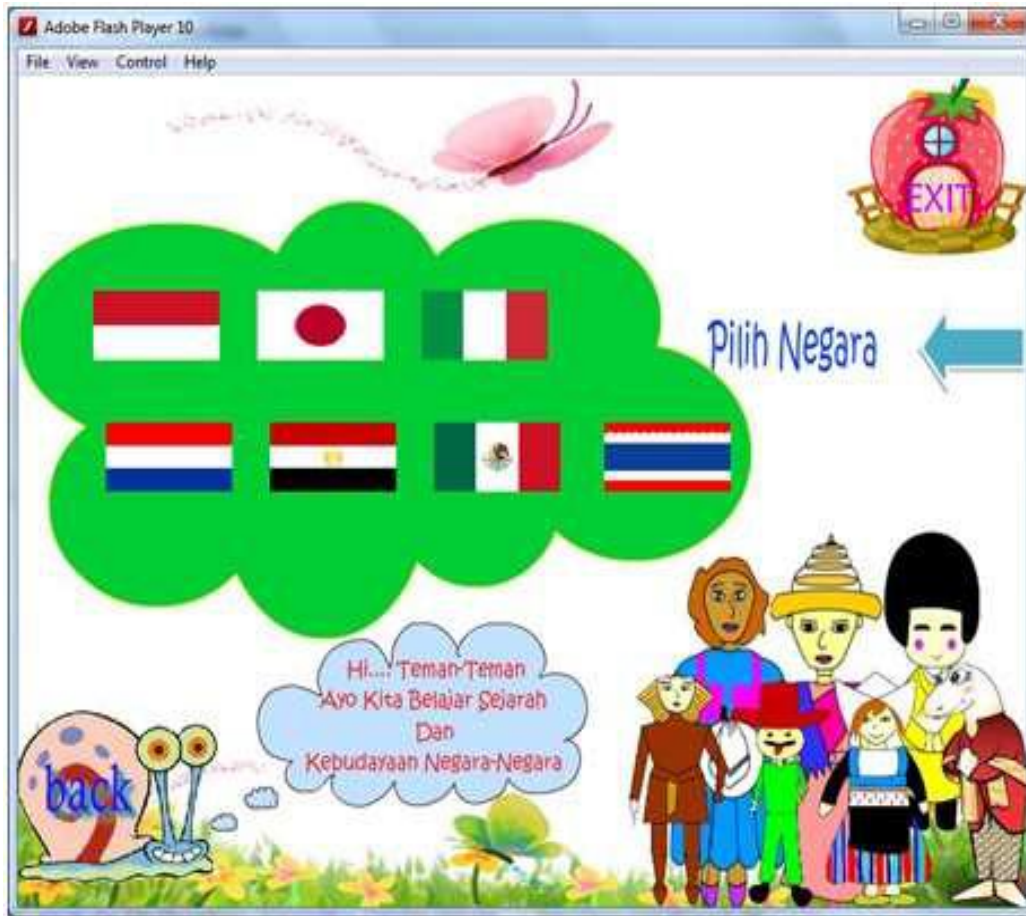 Adobe Flash Player 10
File View Control Help
EXIT
Pilih Negara
Hi....! Teman-Teman
Ayo Kita Belajar Sejarah
Dan
Kebudayaan Negara-Negara
back